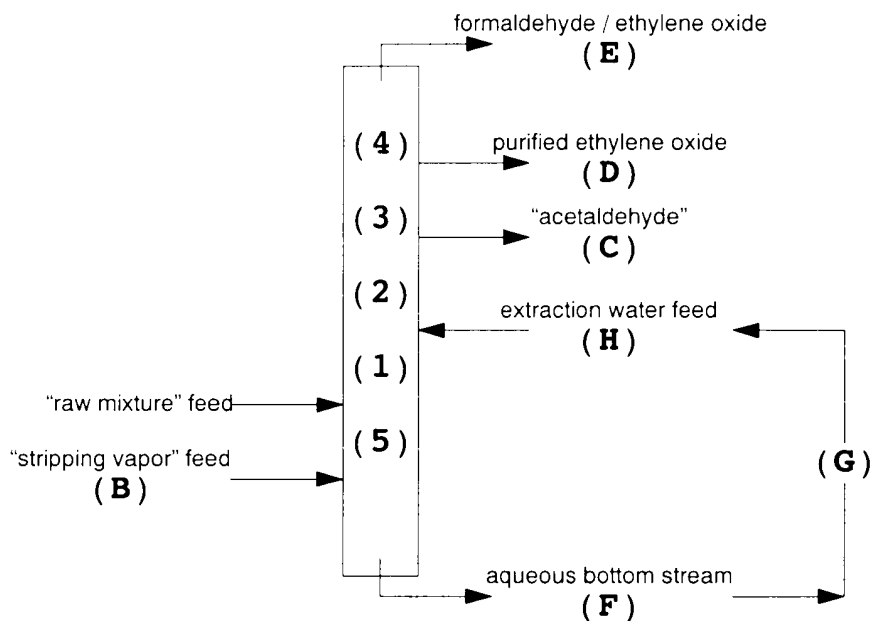 formaldehyde / ethylene oxide
(E)
(4)
purified ethylene oxide
(D)
(3)
"acetaldehyde"
(C)
(2)
extraction water feed
(H)
(1)
"raw mixture" feed
(5)
"stripping vapor" feed
(B)
(G)
aqueous bottom stream
(F)